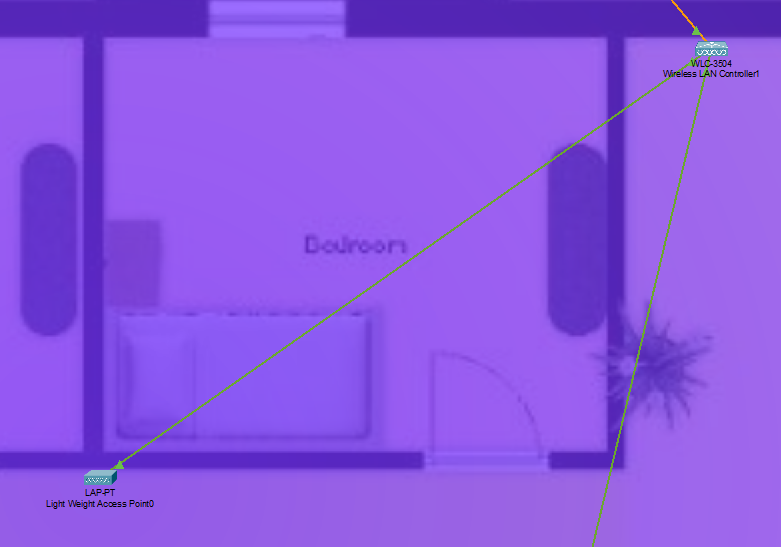 WLC-3504
Wireless LAN Controller1
Bedroom
LAP-PT
Light Weight Access Point0